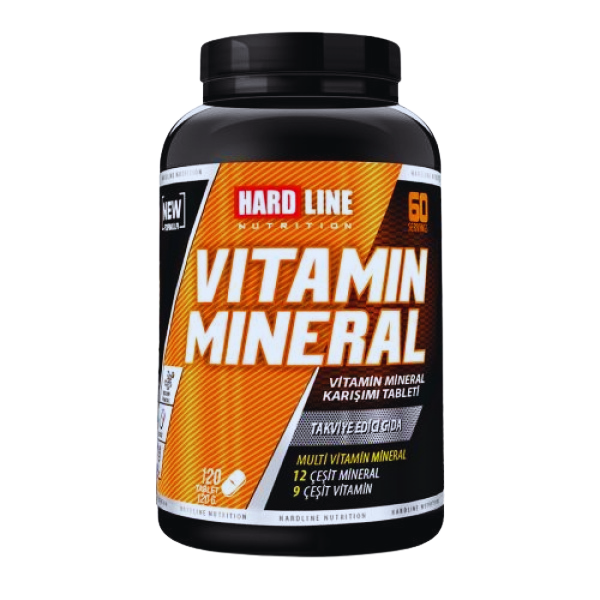 HARDLINE NUTRITION
NEW
FORMULA
HARD LINE
NUTRITION
60
SERVINGS
VITAMIN
MINERAL
VİTAMİN MİNERAL
KARIŞIMI TABLETİ
TAKVİYE EDİCİ GIDA
MULTI VİTAMİN MİNERAL
12 ÇEŞİT MİNERAL
9 ÇEŞİT VİTAMİN
120
TABLET
120 G
HARDLINE NUTRITION